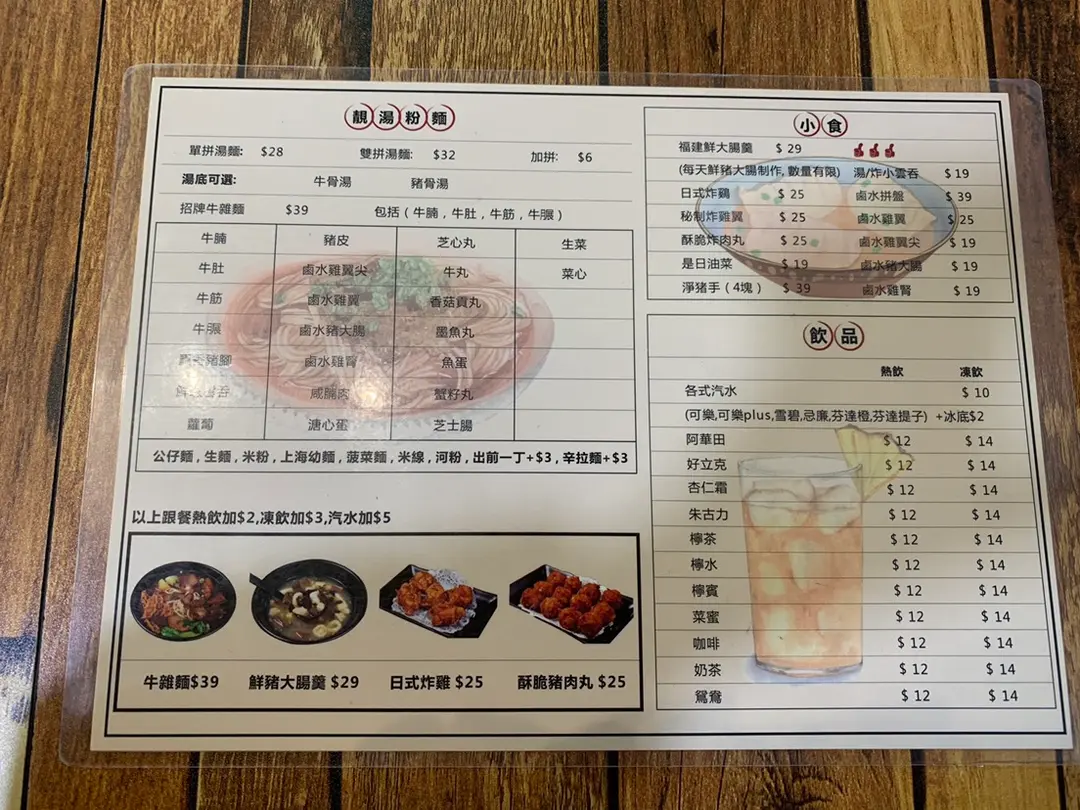 靚湯粉麵
單拼湯麵: $28 雙拼湯麵: $32 加拼: $6
湯底可選: 牛骨湯 豬骨湯
招牌牛雜麵 $39 包括（牛腩 , 牛肚 , 牛筋 , 牛𦟌）
牛腩 豬皮 芝心丸 生菜
牛肚 鹵水雞翼尖 牛丸 菜心
牛筋 鹵水雞翼 香菇貢丸
牛𦟌 鹵水豬大腸 墨魚丸
豬腳 鹵水雞腎 魚蛋
咸腩肉 蟹籽丸
蘿蔔 溏心蛋 芝士腸
公仔麵 , 生麵 , 米粉 , 上海幼麵 , 菠菜麵 , 米線 , 河粉 , 出前一丁+$3 , 辛拉麵+$3
以上跟餐熱飲加$2,凍飲加$3,汽水加$5
牛雜麵$39 鮮豬大腸羹 $29 日式炸雞 $25 酥脆豬肉丸 $25
小食
福建鮮大腸羹 $ 29
(每天鮮豬大腸制作, 數量有限) 湯/炸小雲吞 $ 19
日式炸鷄 $ 25 鹵水拼盤 $ 39
秘制炸雞翼 $ 25 鹵水雞翼 $ 25
酥脆炸肉丸 $ 25 鹵水雞翼尖 $ 19
是日油菜 $ 19 鹵水豬大腸 $ 19
淨豬手（4塊） $ 39 鹵水雞腎 $ 19
飲品
熱飲 凍飲
各式汽水 $ 10
(可樂,可樂plus,雪碧,忌廉,芬達橙,芬達提子) +冰底$2
阿華田 $ 12 $ 14
好立克 $ 12 $ 14
杏仁霜 $ 12 $ 14
朱古力 $ 12 $ 14
檸茶 $ 12 $ 14
檸水 $ 12 $ 14
檸賓 $ 12 $ 14
菜蜜 $ 12 $ 14
咖啡 $ 12 $ 14
奶茶 $ 12 $ 14
鴛鴦 $ 12 $ 14